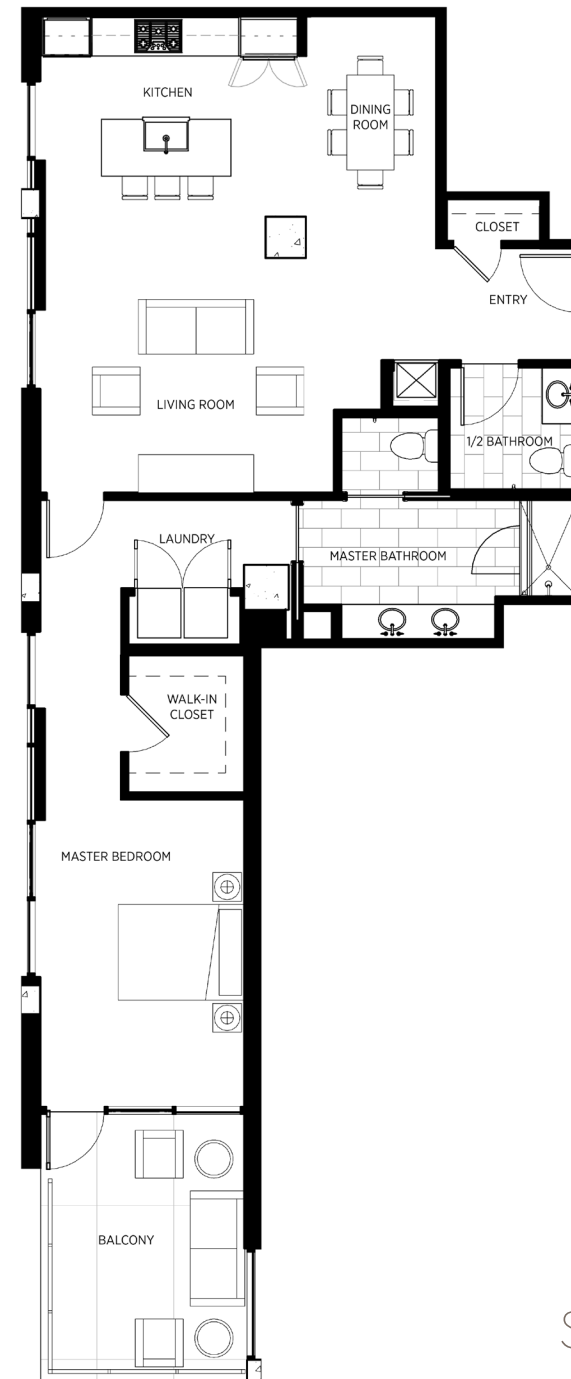 KITCHEN
DINING
ROOM
CLOSET
ENTRY
LIVING ROOM
1/2 BATHROOM
LAUNDRY
MASTER BATHROOM
WALK-IN
CLOSET
MASTER BEDROOM
BALCONY